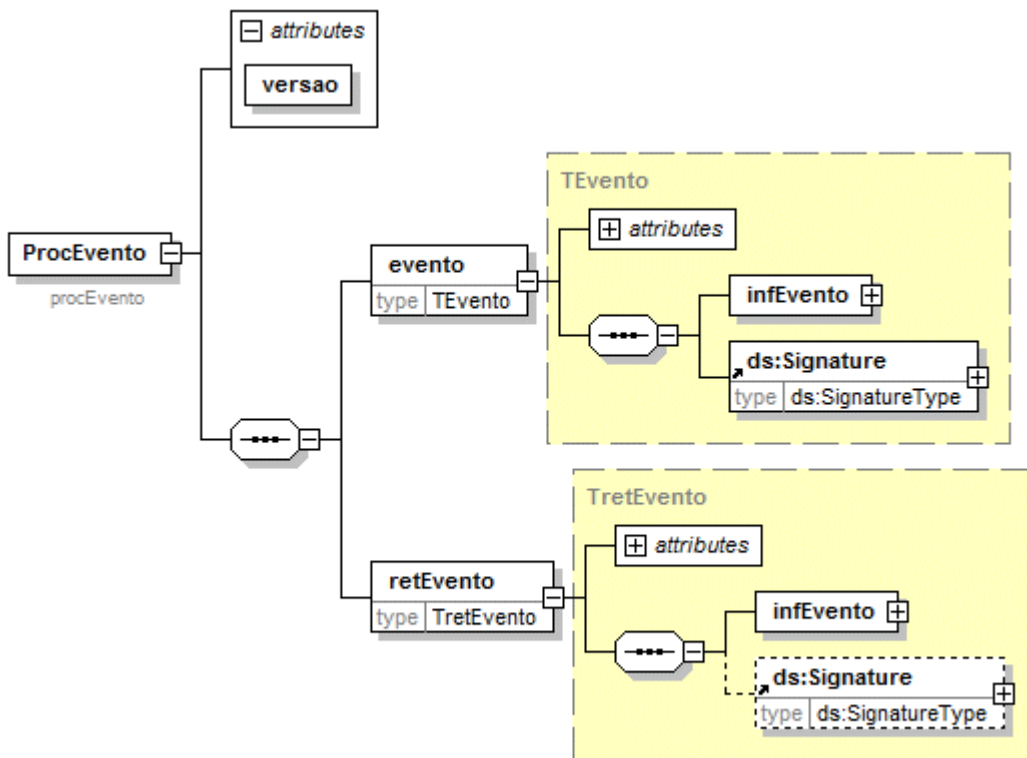 attributes
versao
ProcEvento
procEvento
TEvento
attributes
evento
type TEvento
infEvento
ds:Signature
type ds:SignatureType
TretEvento
attributes
retEvento
type TretEvento
infEvento
ds:Signature
type ds:SignatureType